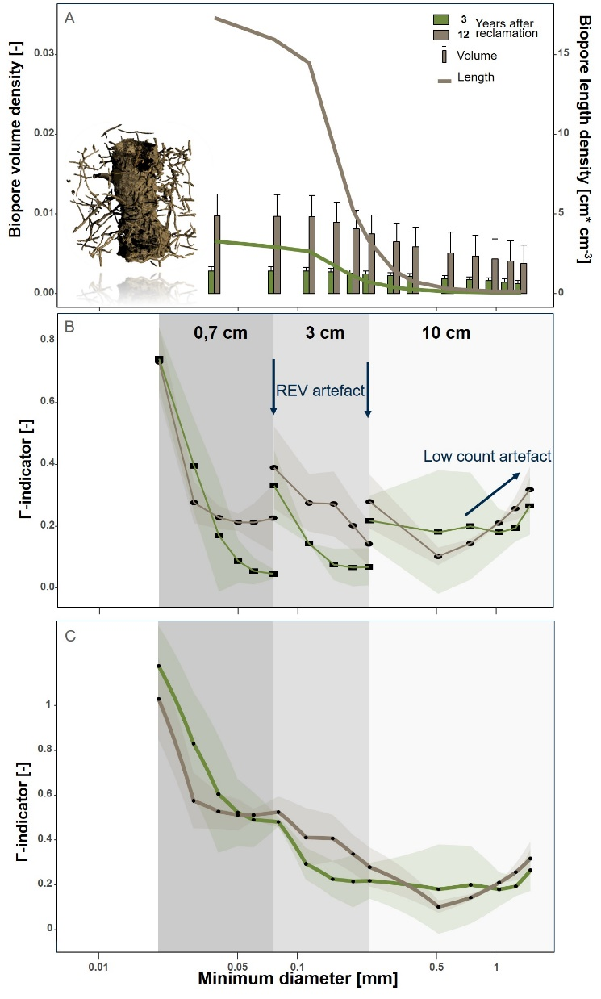 A
3 Years after
12 reclamation
Volume
Length
Biopore volume density [-]
0.03
0.02
0.01
0.00
Biopore length density [cm* cm-3]
15
10
5
0
B
0,7 cm
3 cm
10 cm
REV artefact
Low count artefact
Γ-indicator [-]
0.8
0.6
0.4
0.2
0.0
C
Γ-indicator [-]
1
0.8
0.6
0.4
0.2
0
0.01
0.05
0.1
0.5
1
Minimum diameter [mm]